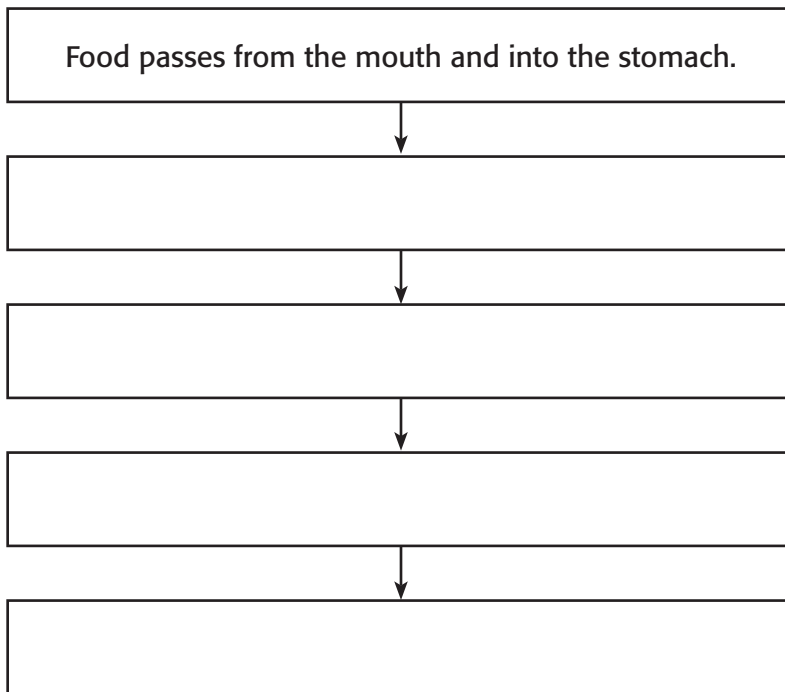 Food passes from the mouth and into the stomach.